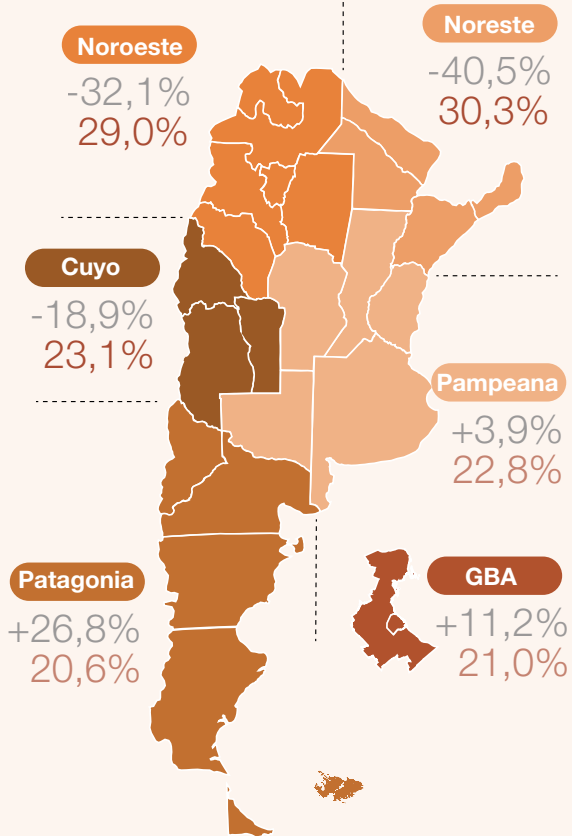 Noroeste
-32,1%
29,0%
Noreste
-40,5%
30,3%
Cuyo
-18,9%
23,1%
Pampeana
+3,9%
22,8%
Patagonia
+26,8%
20,6%
GBA
+11,2%
21,0%